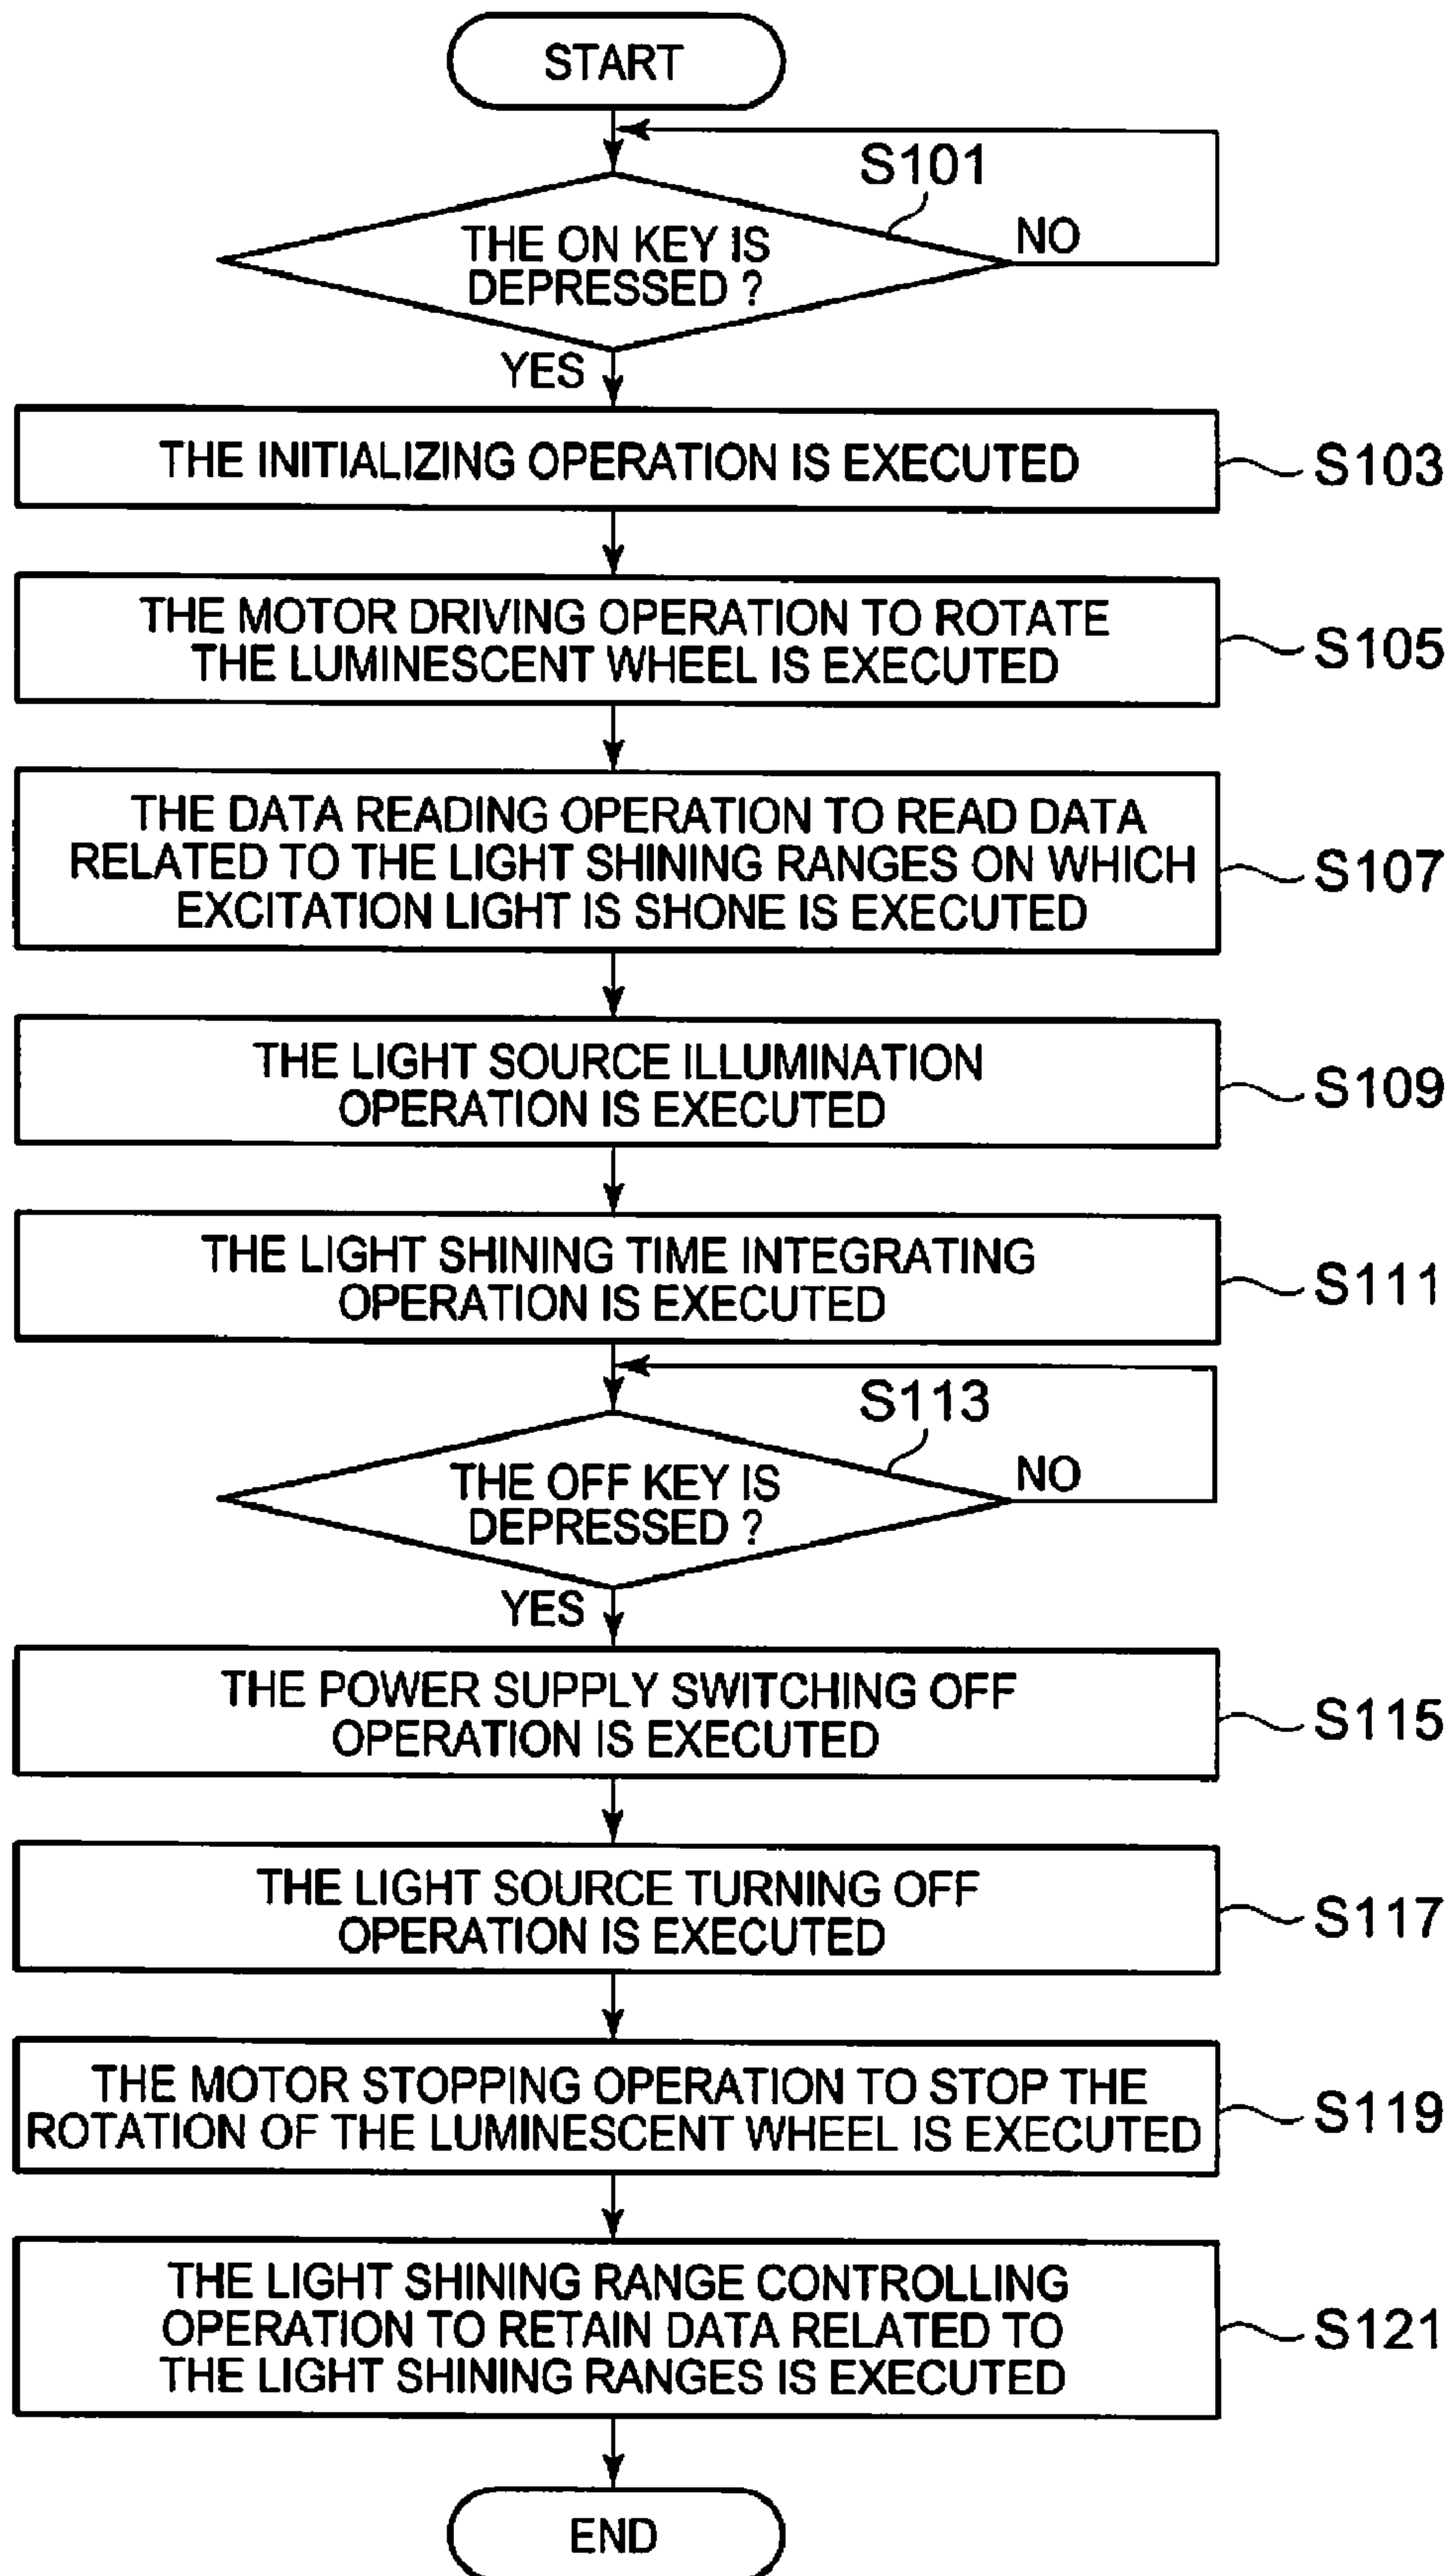 START
S101
THE ON KEY IS
DEPRESSED ?
NO
YES
THE INITIALIZING OPERATION IS EXECUTED
S103
THE MOTOR DRIVING OPERATION TO ROTATE
THE LUMINESCENT WHEEL IS EXECUTED
S105
THE DATA READING OPERATION TO READ DATA
RELATED TO THE LIGHT SHINING RANGES ON WHICH
EXCITATION LIGHT IS SHONE IS EXECUTED
S107
THE LIGHT SOURCE ILLUMINATION
OPERATION IS EXECUTED
S109
THE LIGHT SHINING TIME INTEGRATING
OPERATION IS EXECUTED
S111
S113
THE OFF KEY IS
DEPRESSED ?
NO
YES
THE POWER SUPPLY SWITCHING OFF
OPERATION IS EXECUTED
S115
THE LIGHT SOURCE TURNING OFF
OPERATION IS EXECUTED
S117
THE MOTOR STOPPING OPERATION TO STOP THE
ROTATION OF THE LUMINESCENT WHEEL IS EXECUTED
S119
THE LIGHT SHINING RANGE CONTROLLING
OPERATION TO RETAIN DATA RELATED TO
THE LIGHT SHINING RANGES IS EXECUTED
S121
END